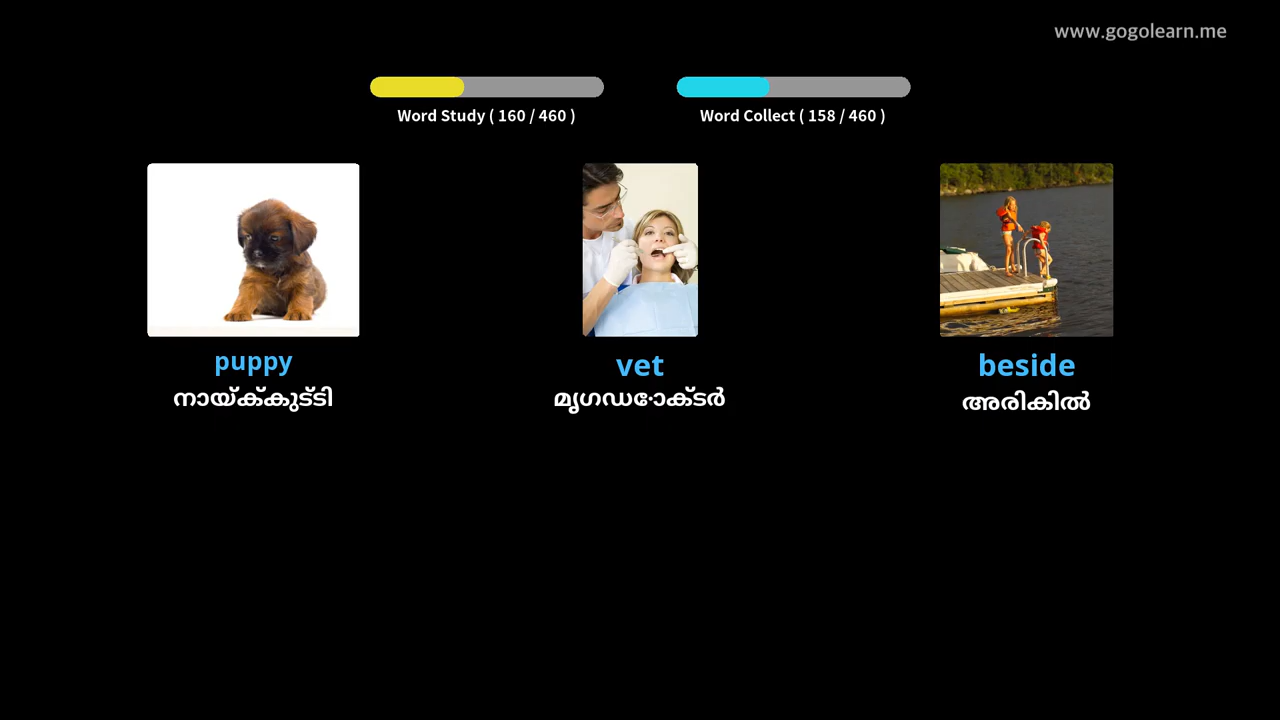 www.gogolearn.me
Word Study ( 160 / 460 )
Word Collect ( 158 / 460 )
puppy
vet
beside
നായ്ക്കുട്ടി
മൃഗഡോക്ടർ
അരികിൽ